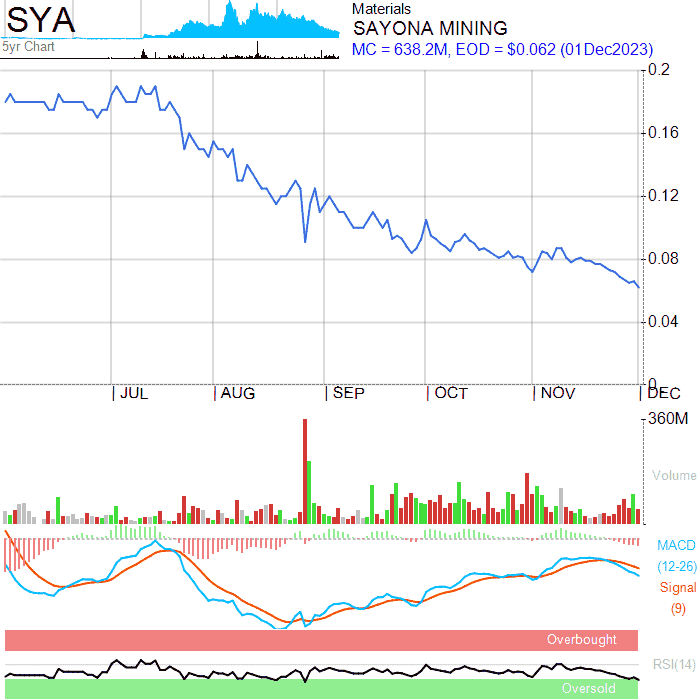 SYA
5yr Chart
Materials
SAYONA MINING
MC = 638.2M, EOD = $0.062 (01Dec2023)
0.2
0.16
0.12
0.08
0.04
0
JUL AUG SEP OCT NOV DEC
360M
Volume
MACD
(12-26)
Signal
(9)
Overbought
RSI(14)
Oversold